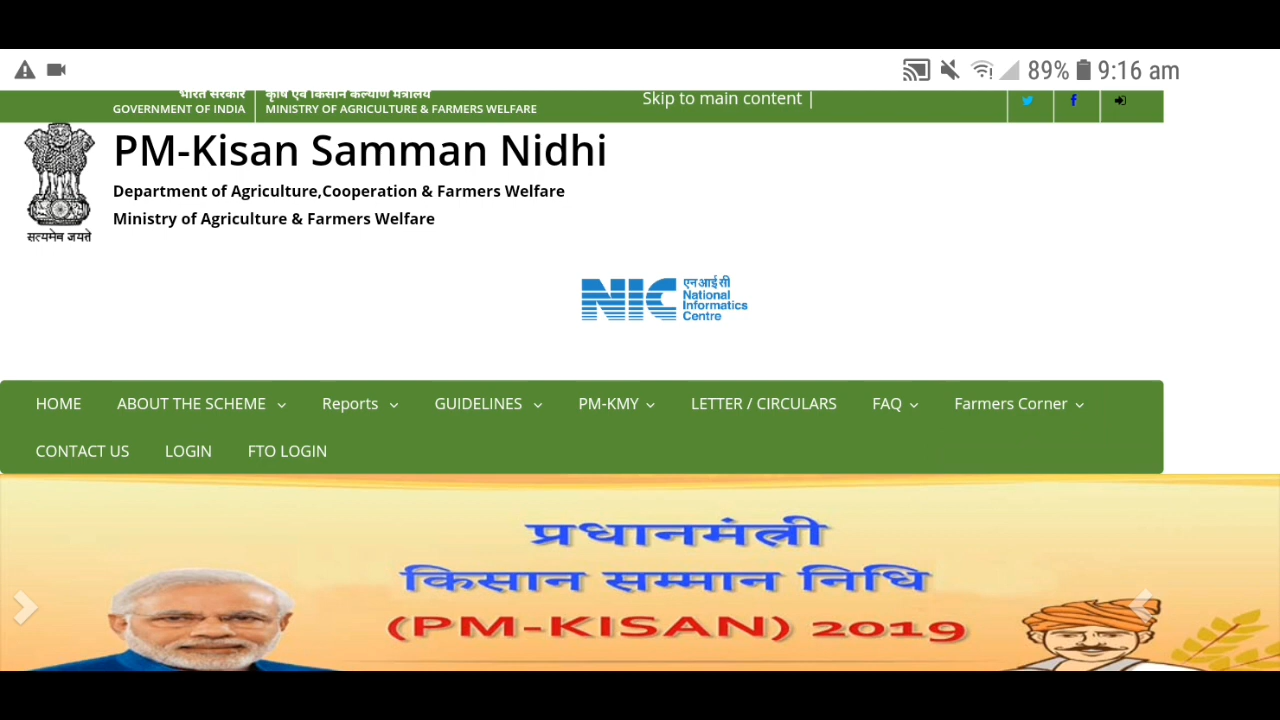 89% 9:16 am
भारत सरकार कृषि एवं किसान कल्याण मंत्रालय
GOVERNMENT OF INDIA MINISTRY OF AGRICULTURE & FARMERS WELFARE Skip to main content |
PM-Kisan Samman Nidhi
Department of Agriculture,Cooperation & Farmers Welfare
Ministry of Agriculture & Farmers Welfare
सत्यमेव जयते
NIC एन आई सी
National
Informatics
Centre
HOME ABOUT THE SCHEME Reports GUIDELINES PM-KMY LETTER / CIRCULARS FAQ Farmers Corner
CONTACT US LOGIN FTO LOGIN
प्रधानमंत्री
किसान सम्मान निधि
(PM-KISAN) 2019